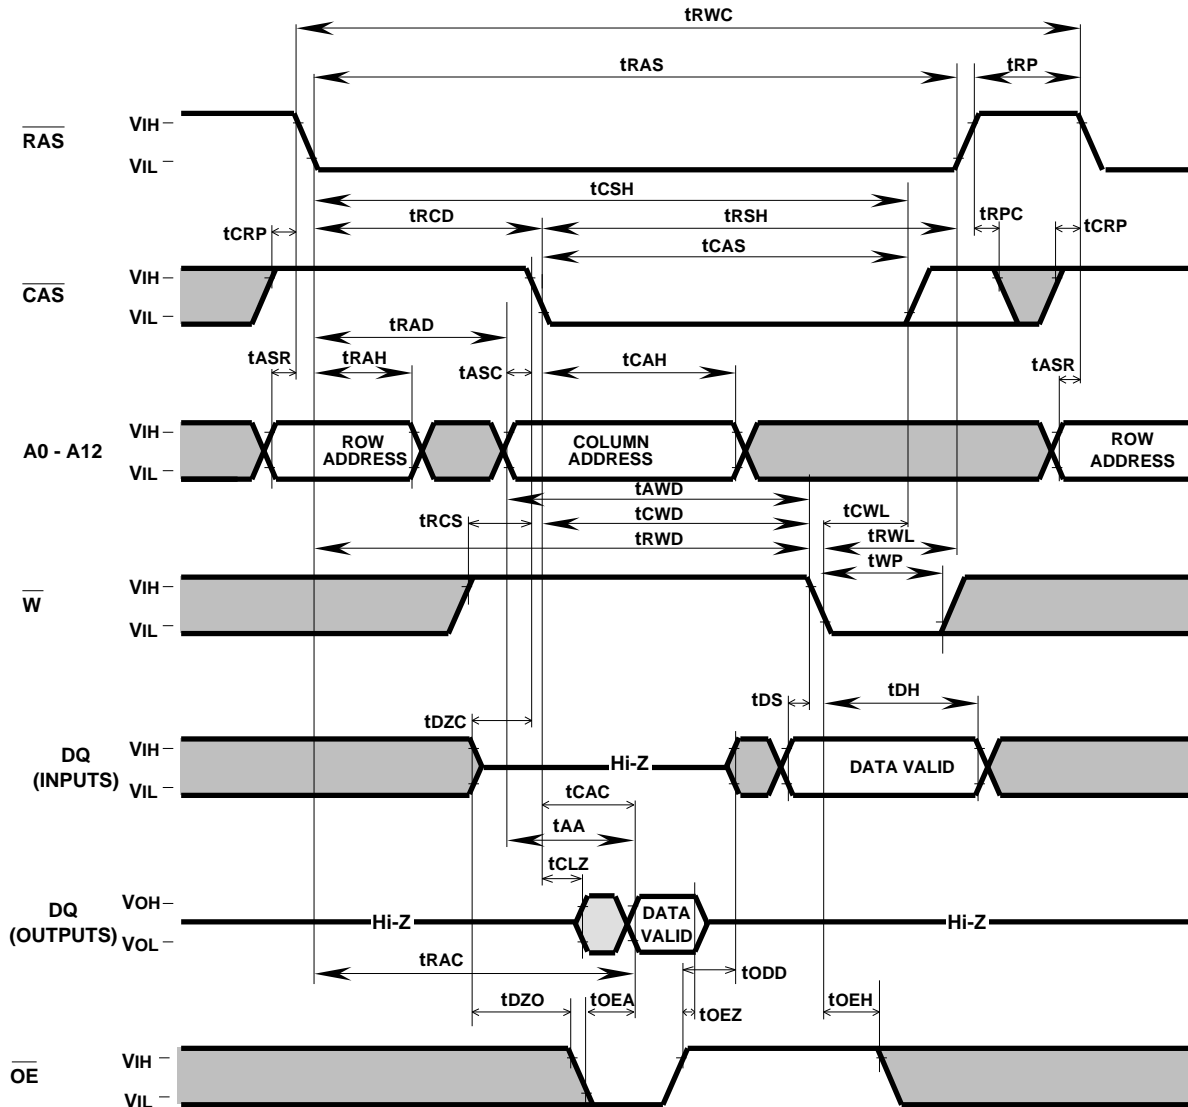 tRWC
tRAS
tRP
RAS
VIH
VIL
tCSH
tRCD
tRSH
tCRP
tRPC
tCRP
tCAS
CAS
VIH
VIL
tRAD
tASR
tRAH
tASC
tCAH
tASR
A0 - A12
VIH
VIL
ROW
ADDRESS
COLUMN
ADDRESS
ROW
ADDRESS
tAWD
tRCS
tCWD
tCWL
tRWD
tRWL
tWP
W
VIH
VIL
tDZC
tDS
tDH
DQ
(INPUTS)
VIH
VIL
Hi-Z
DATA VALID
tCAC
tAA
tCLZ
DQ
(OUTPUTS)
VOH
VOL
Hi-Z
DATA
VALID
Hi-Z
tRAC
tODD
tDZO
tOEA
tOEZ
tOEH
OE
VIH
VIL